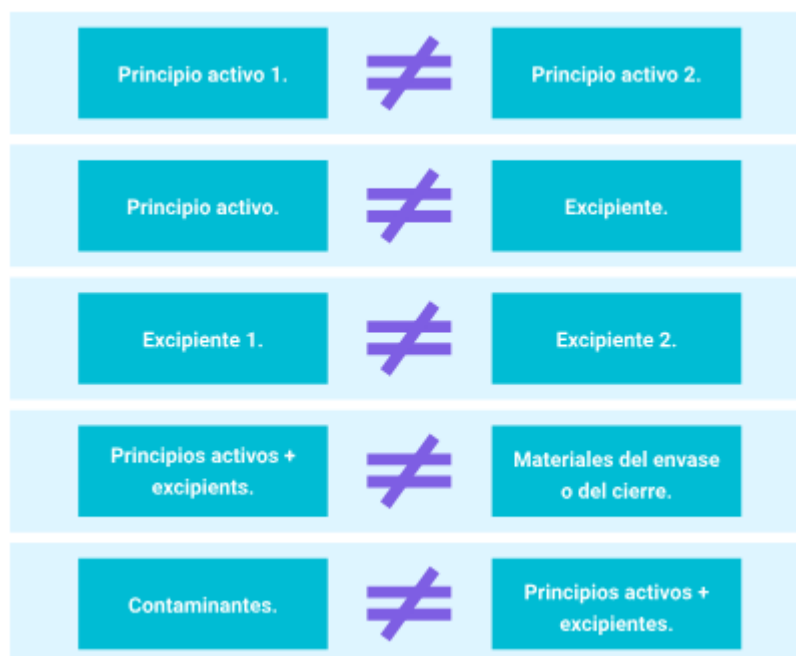 Principio activo 1.
≠
Principio activo 2.
Principio activo.
≠
Excipiente.
Excipiente 1.
≠
Excipiente 2.
Principios activos +
excipients.
≠
Materiales del envase
o del cierre.
Contaminantes.
≠
Principios activos +
excipientes.